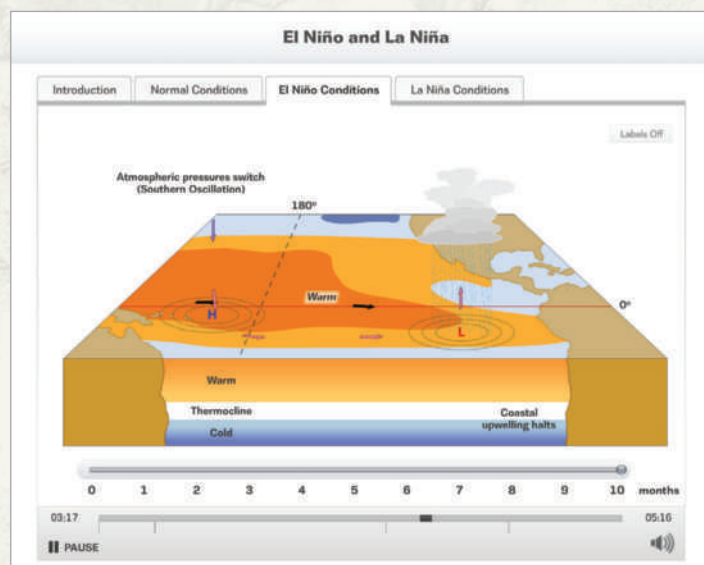 El Niño and La Niña
Introduction
Normal Conditions
El Niño Conditions
La Niña Conditions
Labels Off
Atmospheric pressures switch
(Southern Oscillation)
180°
Warm
0°
H
L
Warm
Thermocline
Cold
Coastal
upwelling halts
0 1 2 3 4 5 6 7 8 9 10 months
03:17
05:16
PAUSE